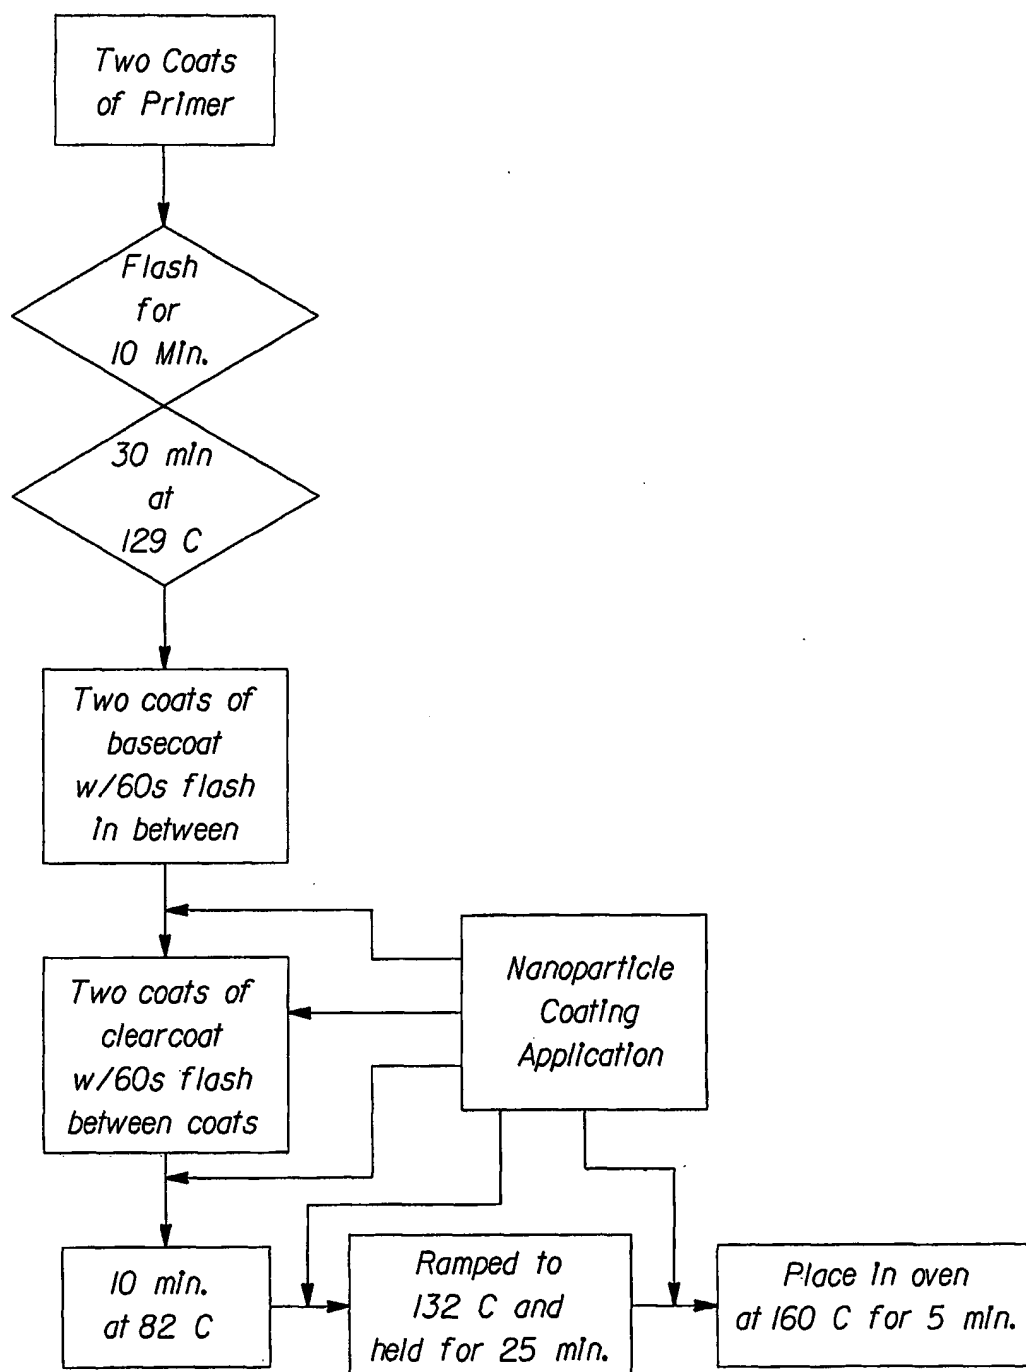 Two Coats
of Primer
Flash
for
10 Min.
30 min
at
129 C
Two coats of
basecoat
w/60s flash
in between
Two coats of
clearcoat
w/60s flash
between coats
Nanoparticle
Coating
Application
10 min.
at 82 C
Ramped to
132 C and
held for 25 min.
Place in oven
at 160 C for 5 min.